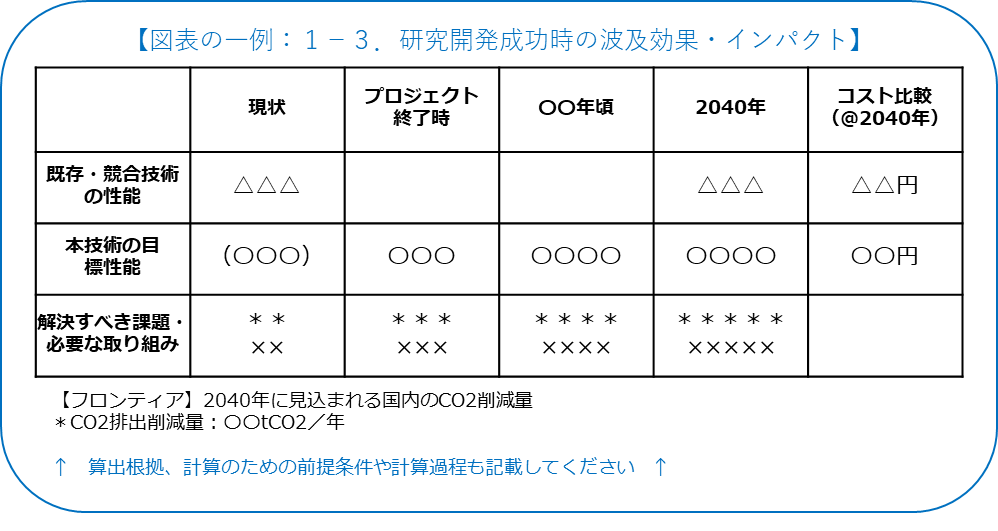 【図表の一例：１－３．研究開発成功時の波及効果・インパクト】
現状
プロジェクト
終了時
〇〇年頃
2040年
コスト比較
（@2040年）
既存・競合技術
の性能
△△△
△△△
△△円
本技術の目
標性能
（〇〇〇）
〇〇〇
〇〇〇〇
〇〇〇〇
〇〇円
解決すべき課題・
必要な取り組み
＊＊
××
＊＊＊
×××
＊＊＊＊
××××
＊＊＊＊＊
×××××
【フロンティア】2040年に見込まれる国内のCO2削減量
＊CO2排出削減量：〇〇tCO2／年
↑　算出根拠、計算のための前提条件や計算過程も記載してください　↑